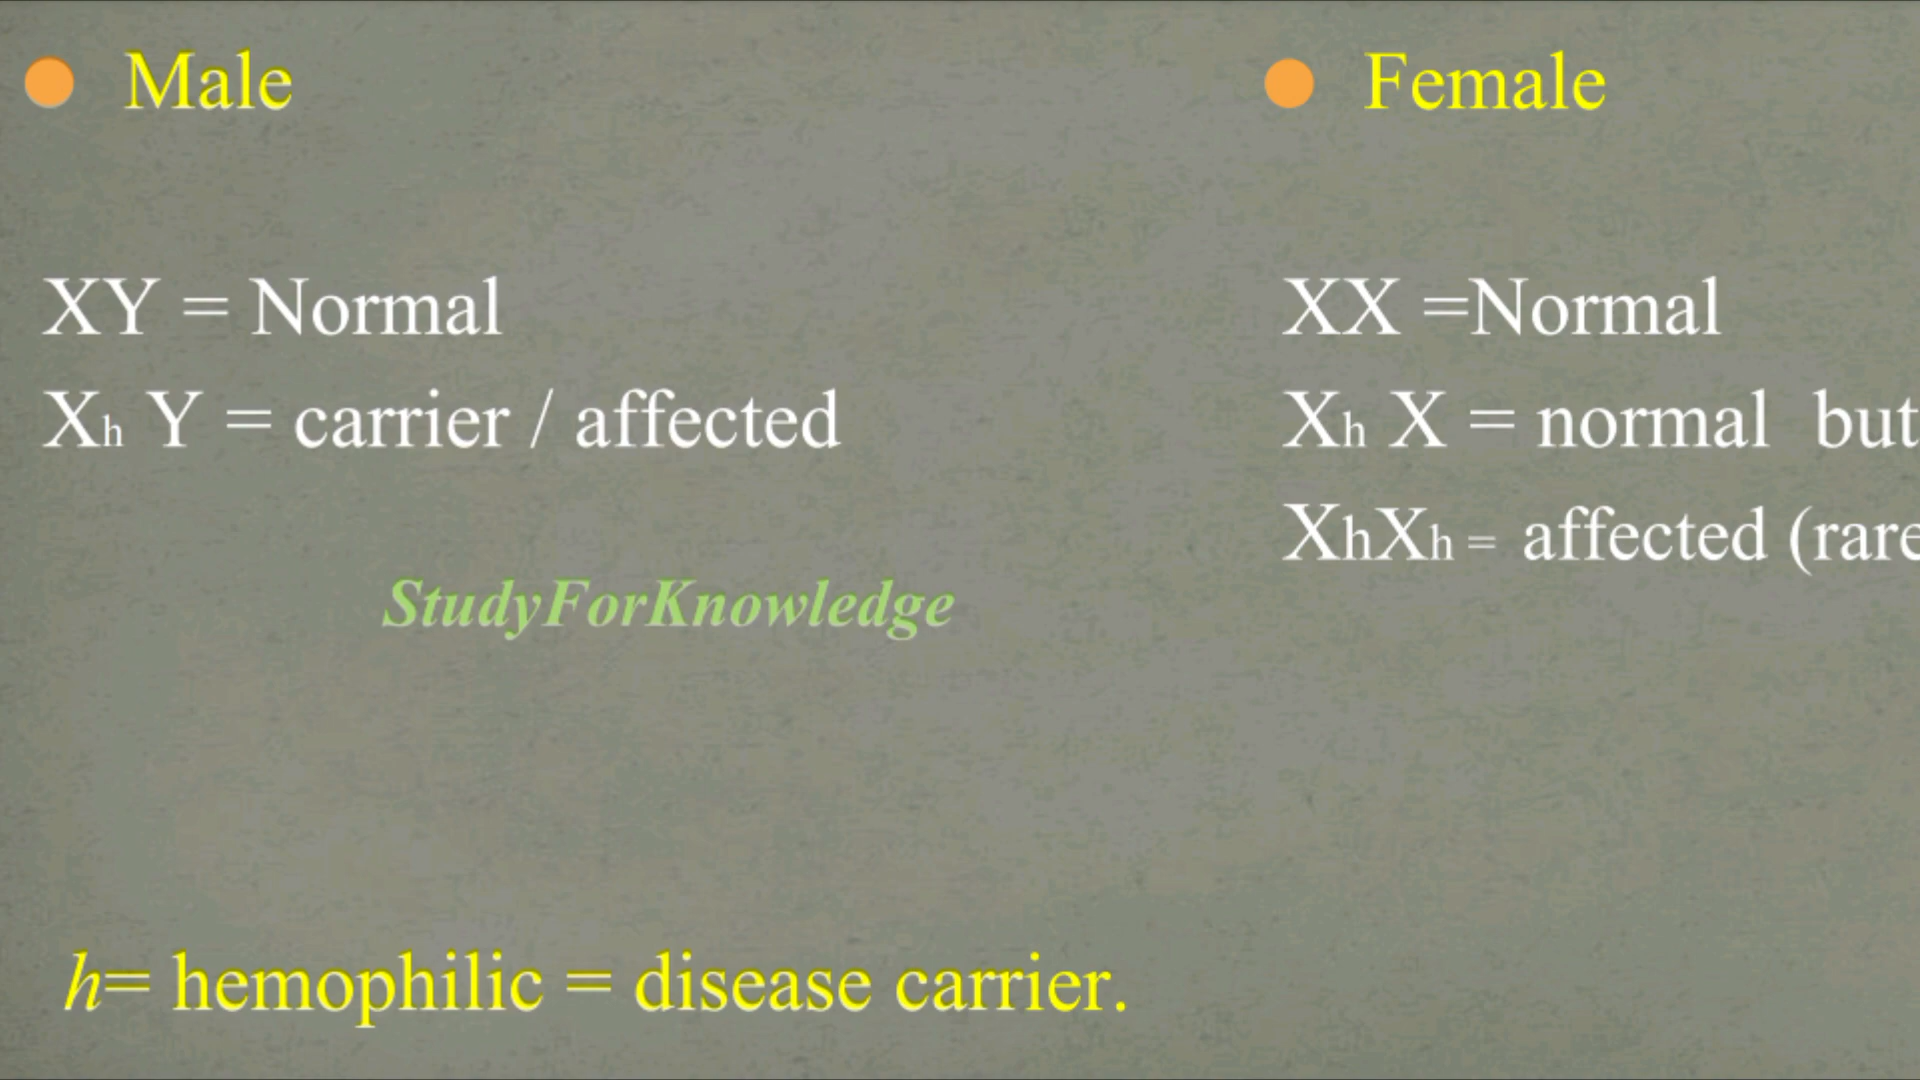 Male
XY = Normal
Xh Y = carrier / affected
Female
XX =Normal
Xh X = normal but
XhXh = affected (rare
StudyForKnowledge
h= hemophilic = disease carrier.